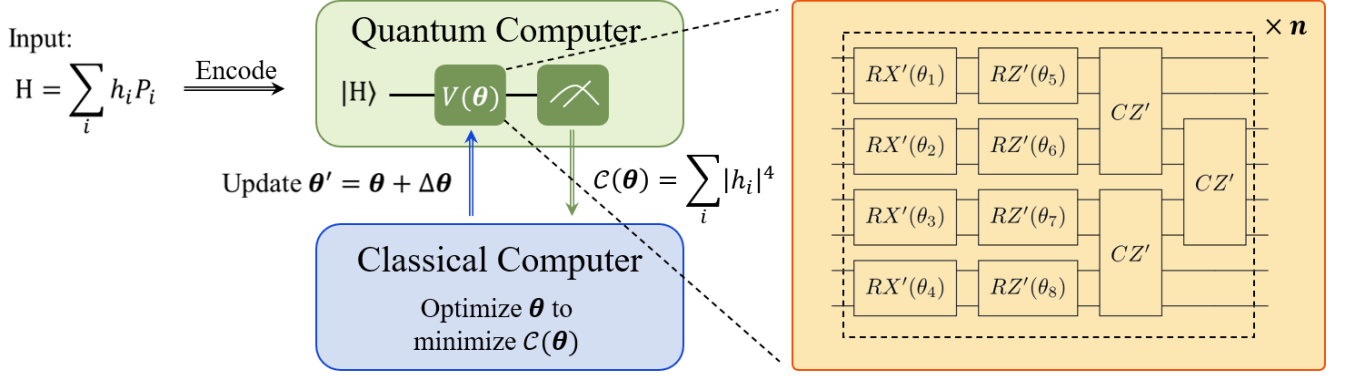 Input:
H = ∑_i h_i P_i
Encode
Quantum Computer
|H⟩
V(θ)
Update θ′ = θ + Δθ
𝒞(θ) = ∑_i |h_i|^4
Classical Computer
Optimize θ to
minimize 𝒞(θ)
× n
RX′(θ_1) RZ′(θ_5)
CZ′
RX′(θ_2) RZ′(θ_6)
CZ′
RX′(θ_3) RZ′(θ_7)
CZ′
RX′(θ_4) RZ′(θ_8)